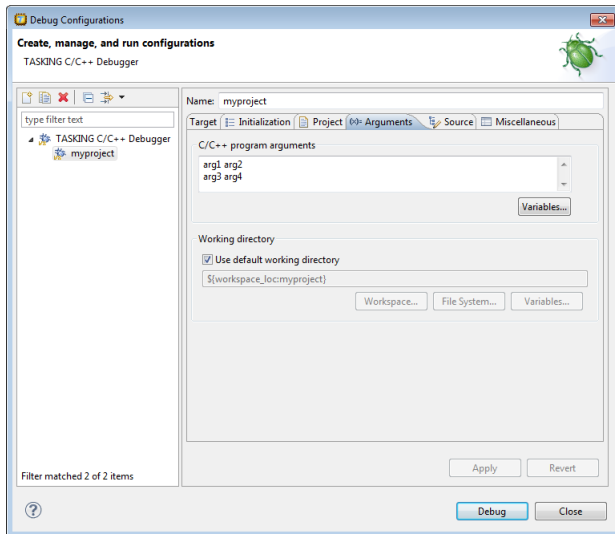 Debug Configurations
Create, manage, and run configurations
TASKING C/C++ Debugger
type filter text
TASKING C/C++ Debugger
myproject
Filter matched 2 of 2 items
Name: myproject
Target Initialization Project (x)= Arguments Source Miscellaneous
C/C++ program arguments
arg1 arg2
arg3 arg4
Variables...
Working directory
Use default working directory
${workspace_loc:myproject}
Workspace... File System... Variables...
Apply Revert
? Debug Close